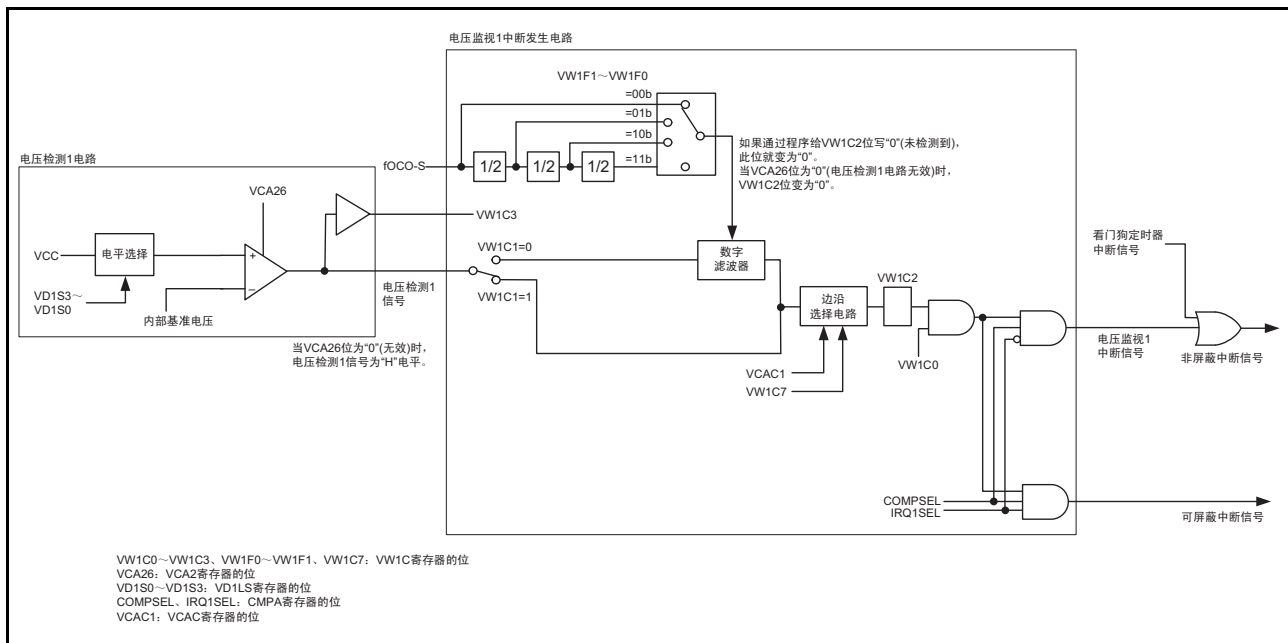 电压监视1中断发生电路
VW1F1～VW1F0
=00b
=01b
=10b
=11b
fOCO-S
1/2
1/2
1/2
如果通过程序给VW1C2位写“0”(未检测到),
此位就变为“0”。
当VCA26位为“0”(电压检测1电路无效)时,
VW1C2位变为“0”。
电压检测1电路
VCA26
VCC
电平选择
+
−
VD1S3～
VD1S0
内部基准电压
VW1C3
电压检测1
信号
当VCA26位为“0”(无效)时,
电压检测1信号为“H”电平。
VW1C1=0
VW1C1=1
数字
滤波器
边沿
选择电路
VW1C2
VCAC1
VW1C7
VW1C0
看门狗定时器
中断信号
电压监视1
中断信号
非屏蔽中断信号
COMPSEL
IRQ1SEL
可屏蔽中断信号
VW1C0～VW1C3、VW1F0～VW1F1、VW1C7：VW1C寄存器的位
VCA26：VCA2寄存器的位
VD1S0～VD1S3：VD1LS寄存器的位
COMPSEL、IRQ1SEL：CMPA寄存器的位
VCAC1：VCAC寄存器的位